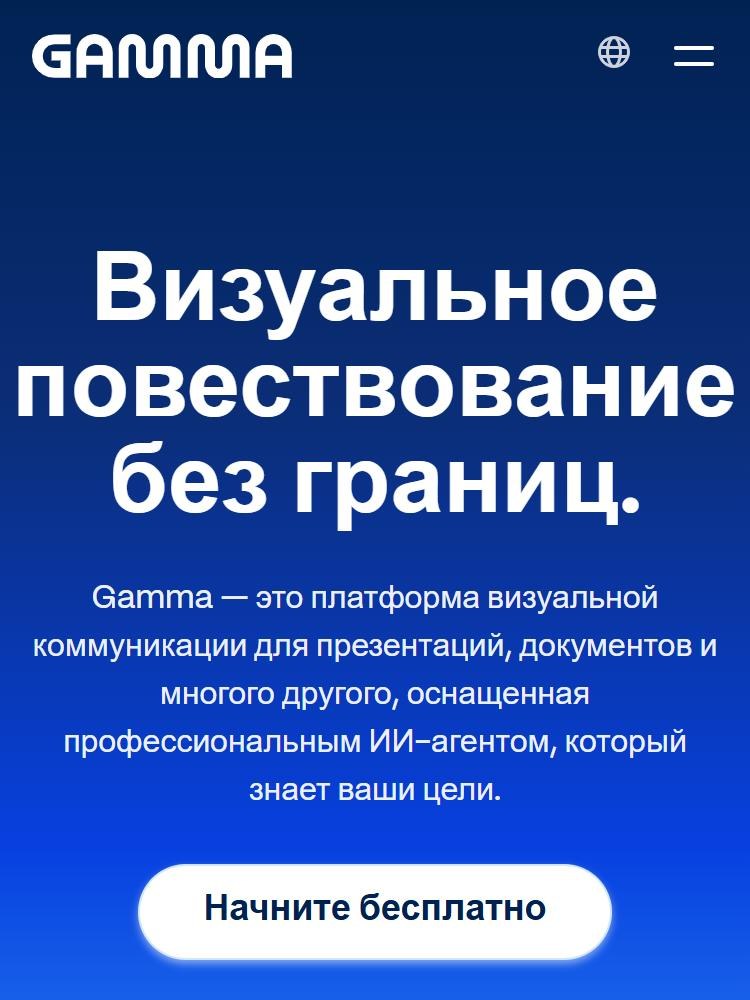 GAMMA
Визуальное
повествование
без границ.
Gamma — это платформа визуальной
коммуникации для презентаций, документов и
многого другого, оснащенная
профессиональным ИИ-агентом, который
знает ваши цели.
Начните бесплатно